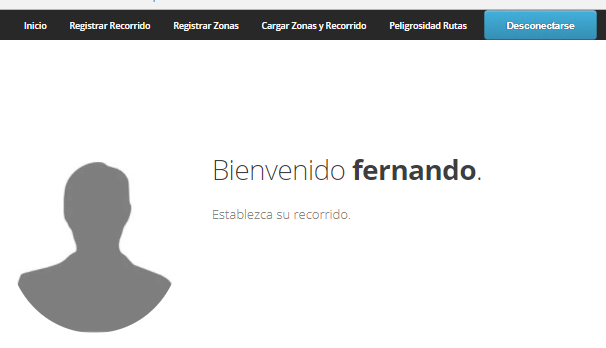 Inicio Registrar Recorrido Registrar Zonas Cargar Zonas y Recorrido Peligrosidad Rutas Desconectarse
Bienvenido fernando.
Establezca su recorrido.